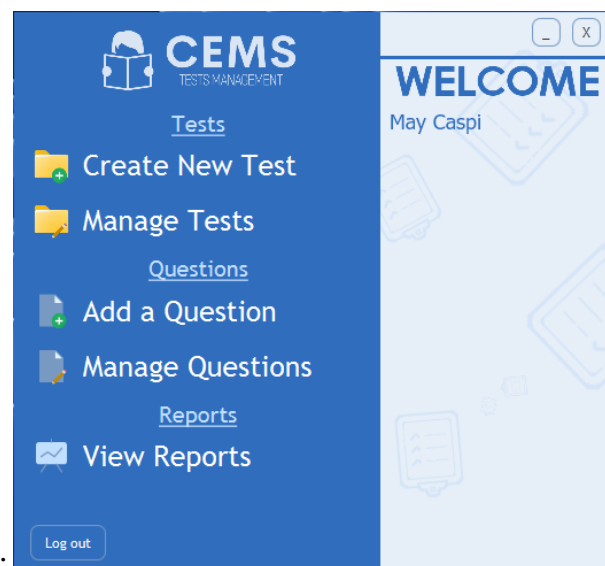 CEMS
TESTS MANAGEMENT
Tests
Create New Test
Manage Tests
Questions
Add a Question
Manage Questions
Reports
View Reports
Log out
_ X
WELCOME
May Caspi
.